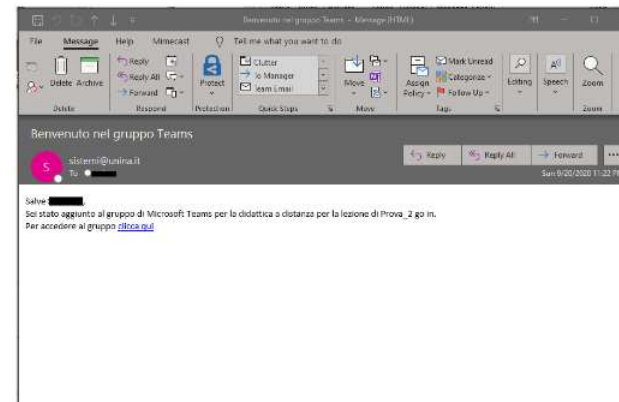 Benvenuto nel gruppo Teams - Message (HTML)
File Message Help Mimecast Tell me what you want to do
Delete Archive
Reply
Reply All
Forward
Protect
Clutter
To Manager
Team Email
Move
Assign Policy
Mark Unread
Categorize
Follow Up
Editing
Speech
Zoom
Delete Respond Protection Quick Steps Move Tags Zoom
Benvenuto nel gruppo Teams
S
sistemi@unina.it
To
Reply Reply All Forward
Sun 9/20/2020 11:22 PM
Salve
Sei stato aggiunto al gruppo di Microsoft Teams per la didattica a distanza per la lezione di Prova_2 go in.
Per accedere al gruppo clicca qui